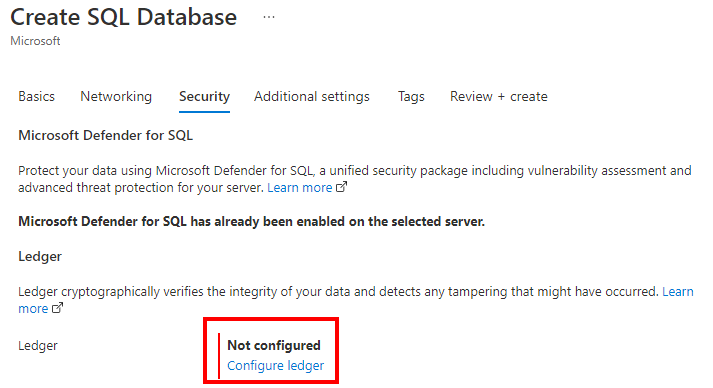 Create SQL Database ...
Microsoft
Basics Networking Security Additional settings Tags Review + create
Microsoft Defender for SQL
Protect your data using Microsoft Defender for SQL, a unified security package including vulnerability assessment and
advanced threat protection for your server. Learn more
Microsoft Defender for SQL has already been enabled on the selected server.
Ledger
Ledger cryptographically verifies the integrity of your data and detects any tampering that might have occurred. Learn
more
Ledger Not configured
Configure ledger